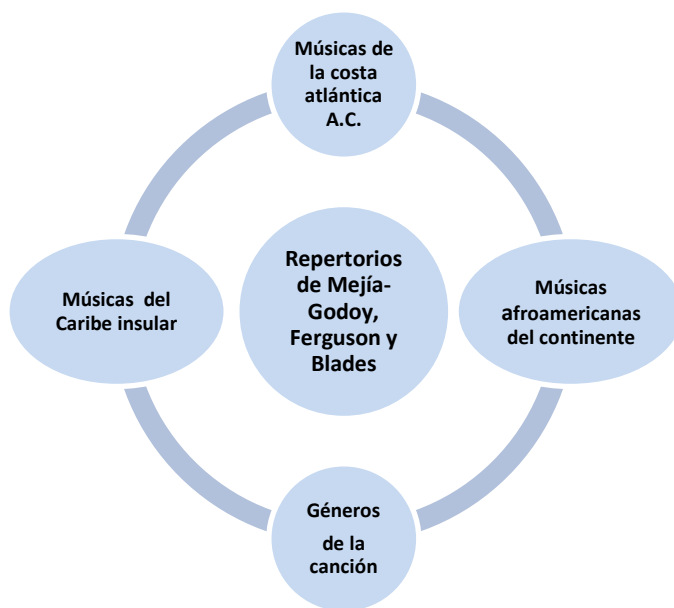 Músicas de
la costa
atlántica
A.C.
Músicas del
Caribe insular
Repertorios
de Mejía-
Godoy,
Ferguson y
Blades
Músicas
afroamericanas
del continente
Géneros
de la
canción